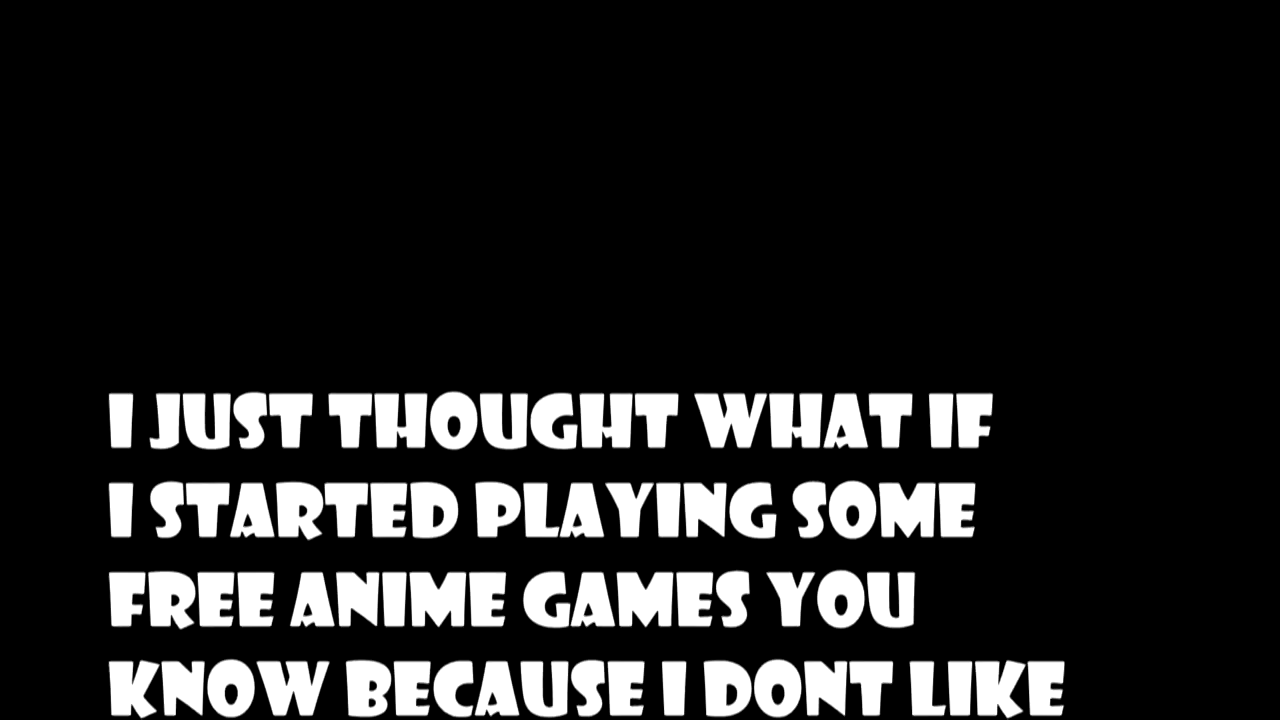 I JUST THOUGHT WHAT IF
I STARTED PLAYING SOME
FREE ANIME GAMES YOU
KNOW BECAUSE I DONT LIKE